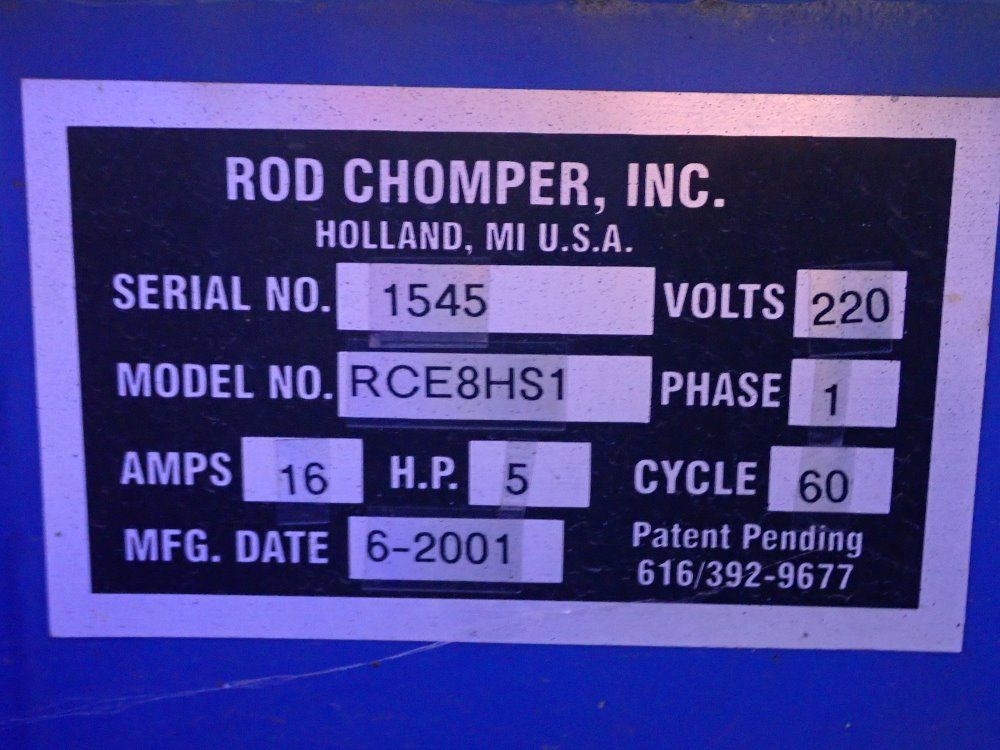 ROD CHOMPER, INC.
HOLLAND, MI U.S.A.
SERIAL NO. 1545 VOLTS 220
MODEL NO. RCE8HS1 PHASE 1
AMPS 16 H.P. 5 CYCLE 60
MFG. DATE 6-2001 Patent Pending
616/392-9677